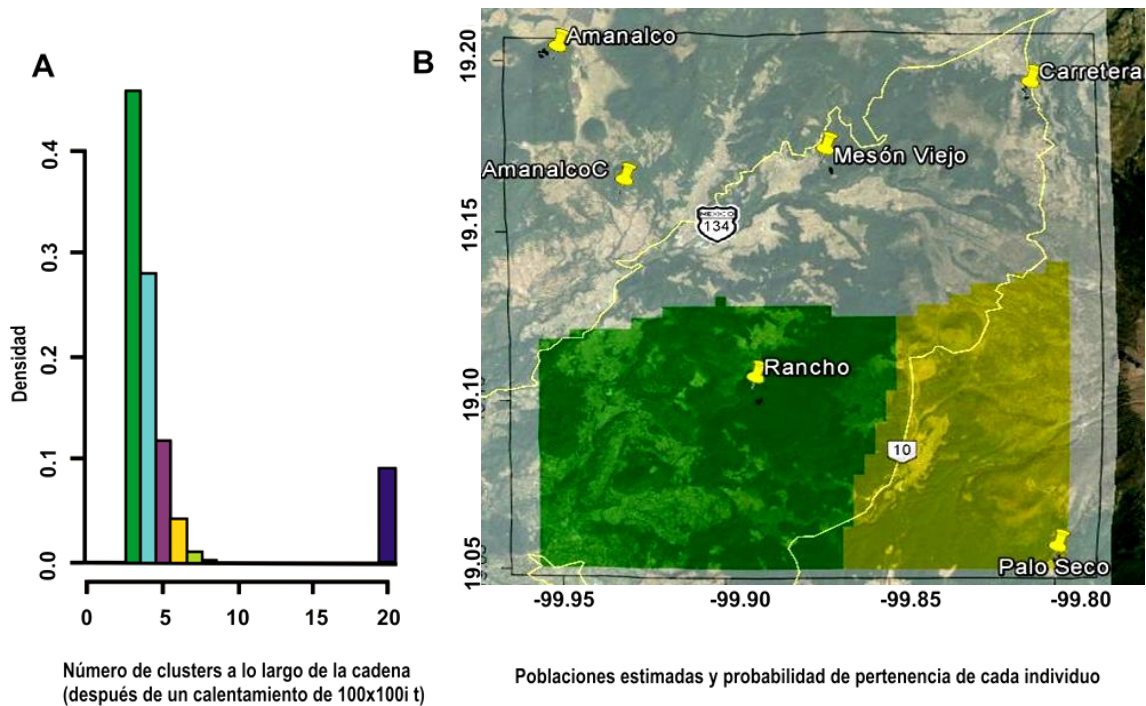 A
Densidad
0.4
0.3
0.2
0.1
0.0
0
5
10
15
20
Número de clusters a lo largo de la cadena
(después de un calentamiento de 100x100i t)
B
19.20
19.15
19.10
19.05
Amanalco
Carretera
Mesón Viejo
AmanalcoC
MEXICO
134
Rancho
10
Palo Seco
-99.95
-99.90
-99.85
-99.80
Poblaciones estimadas y probabilidad de pertenencia de cada individuo